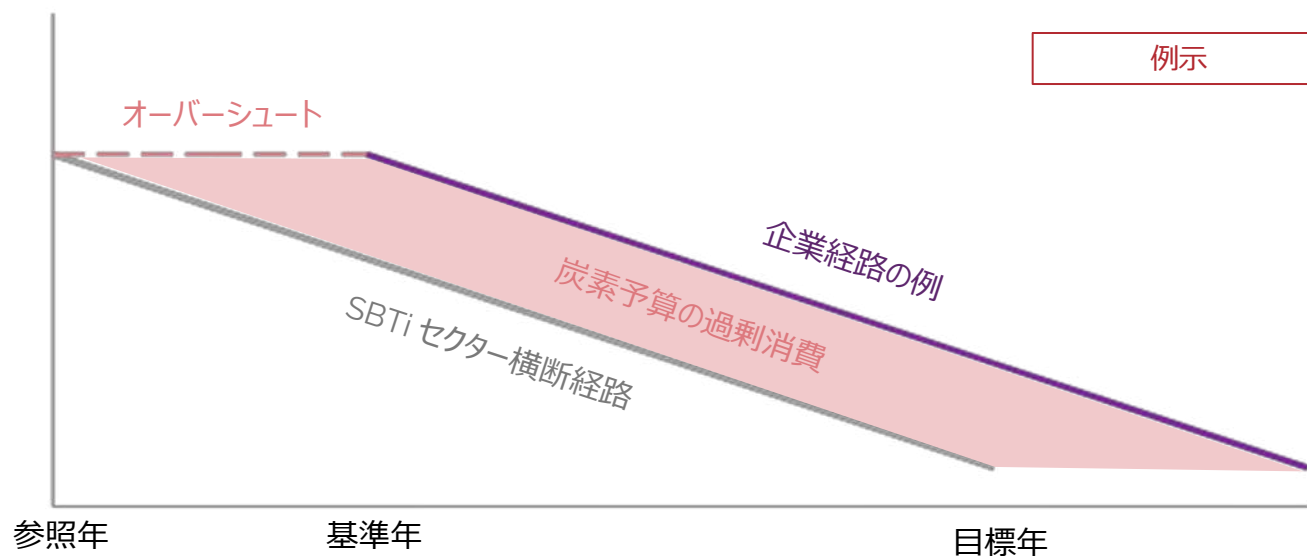 例示
オーバーシュート
企業経路の例
炭素予算の過剰消費
SBTi セクター横断経路
参照年
基準年
目標年